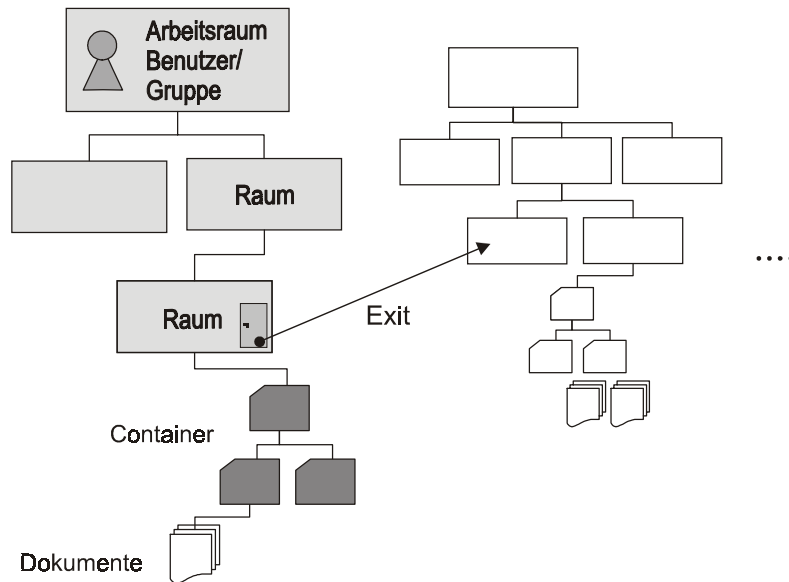 Arbeitsraum
Benutzer/
Gruppe
Raum
Raum
Exit
....
Container
Dokumente